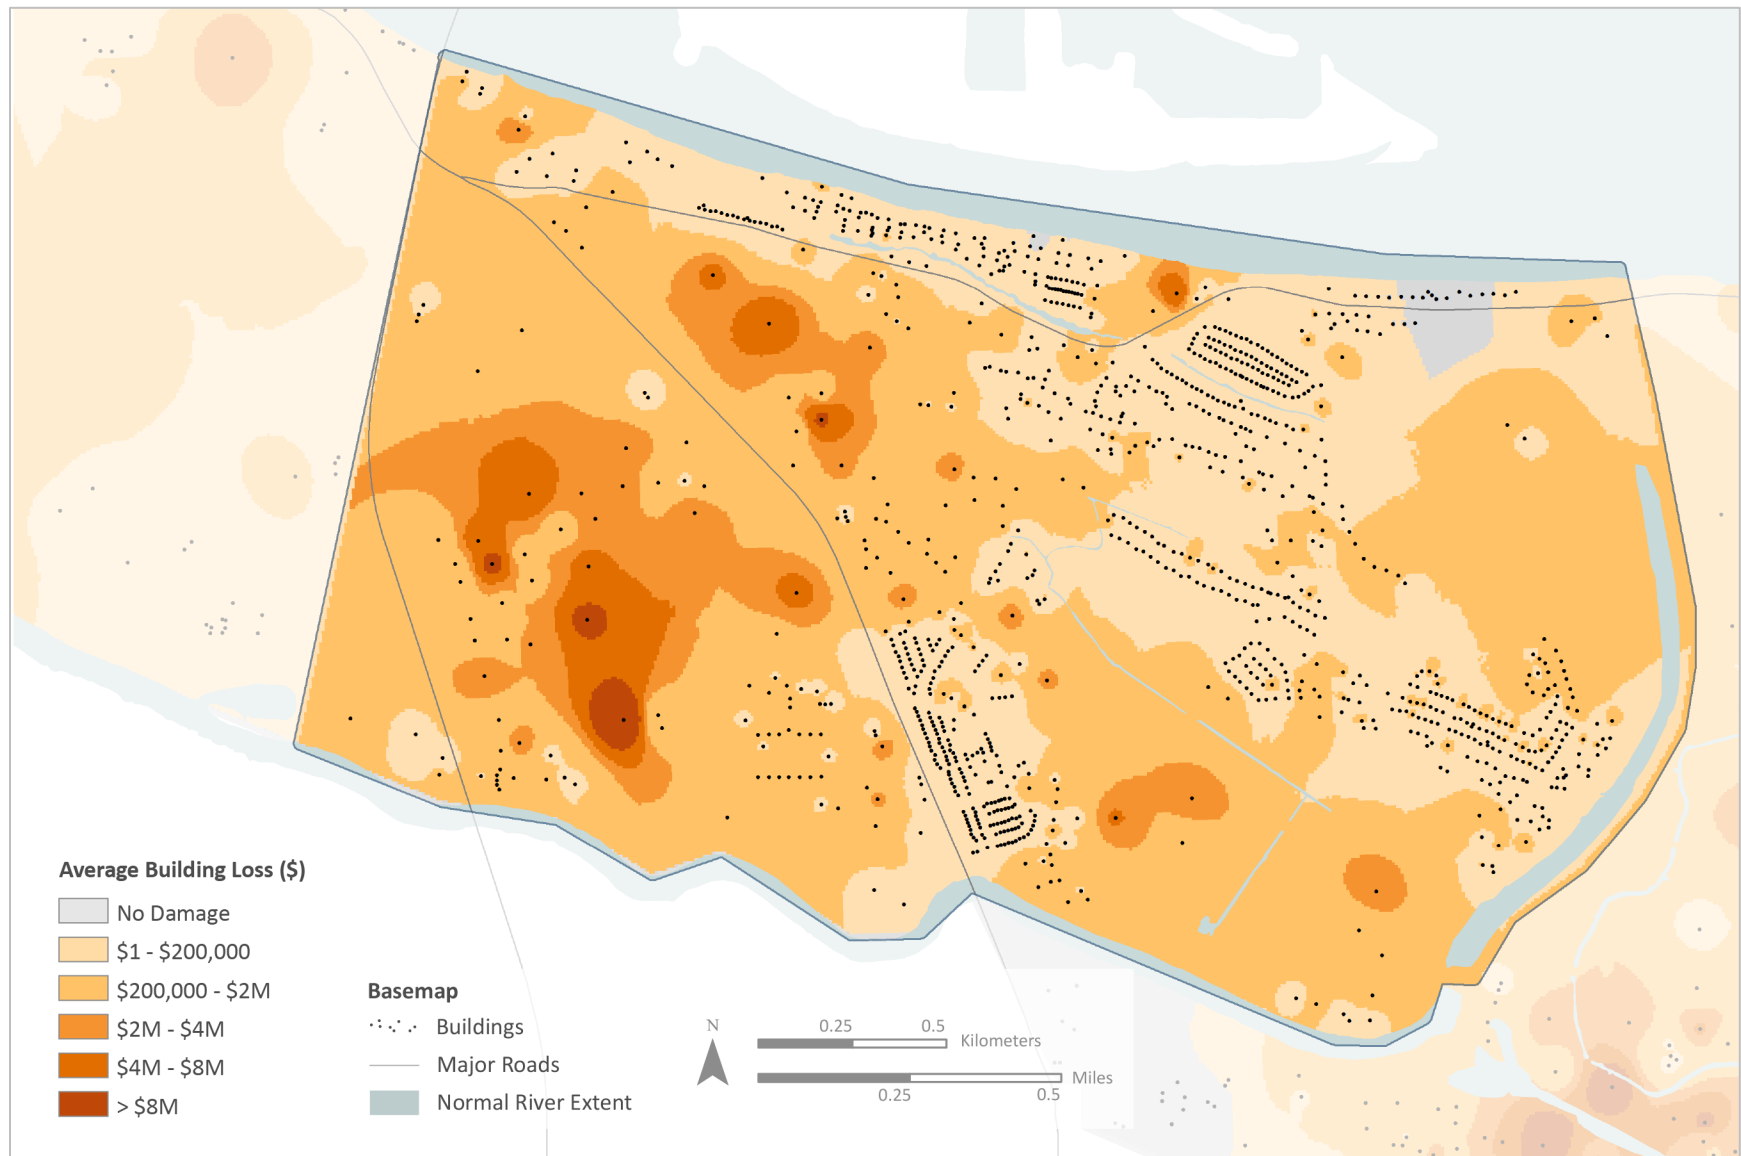 Average Building Loss ($)
No Damage
$1 - $200,000
$200,000 - $2M
$2M - $4M
$4M - $8M
> $8M
Basemap
Buildings
Major Roads
Normal River Extent
N
0.25 0.5
Kilometers
Miles
0.25 0.5